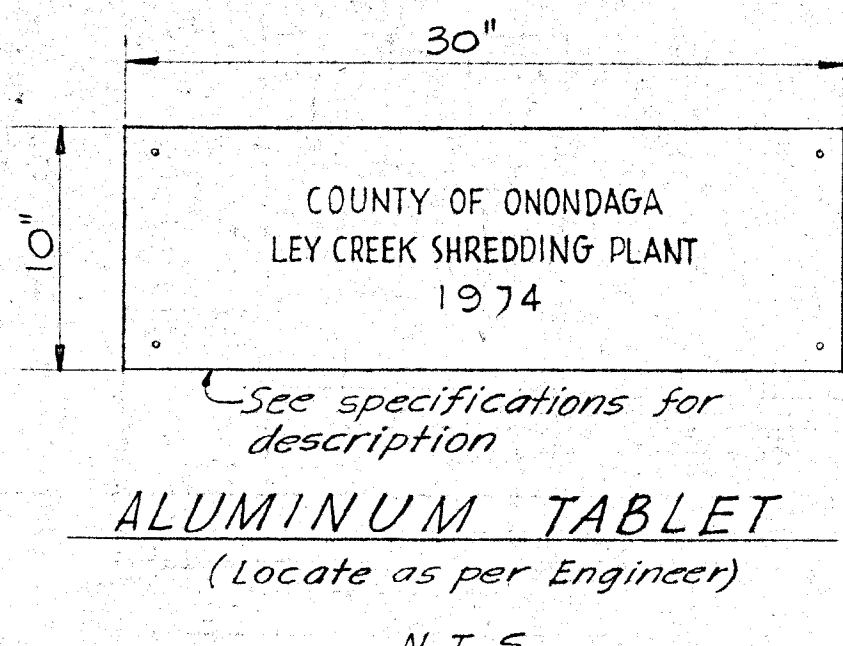 30"
10"
COUNTY OF ONONDAGA
LEY CREEK SHREDDING PLANT
1974
See specifications for
description
ALUMINUM TABLET
(Locate as per Engineer)
N.T.S.